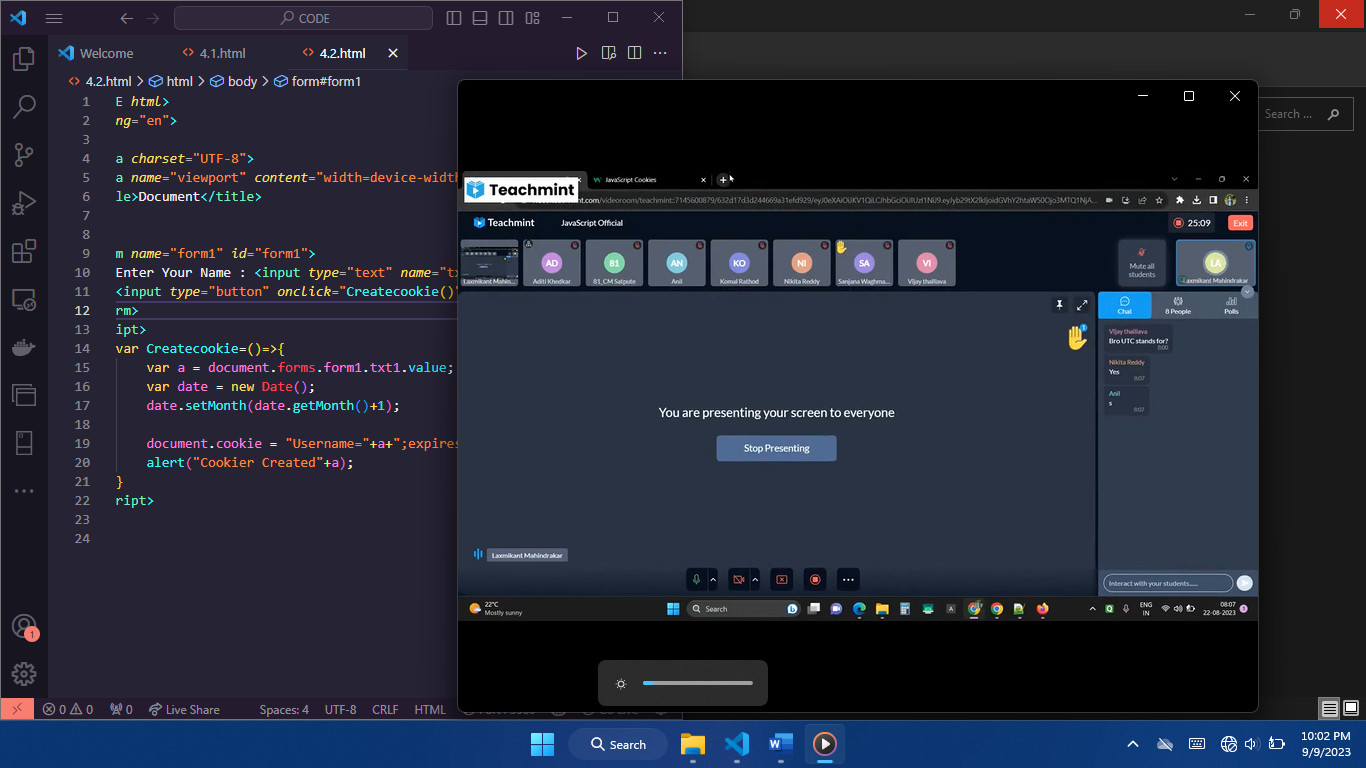 CODE
Welcome
4.1.html
4.2.html
4.2.html > html > body > form#form1
1 E html>
2 ng="en">
3
4 a charset="UTF-8">
5 a name="viewport" content="width=device-widt
6 le>Document</title>
7
8
9 m name="form1" id="form1">
10 Enter Your Name : <input type="text" name="tx
11 <input type="button" onclick="Createcookie()"
12 rm>
13 ipt>
14 var Createcookie=()=>{
15 var a = document.forms.form1.txt1.value;
16 var date = new Date();
17 date.setMonth(date.getMonth()+1);
18
19 document.cookie = "Username="+a+";expires
20 alert("Cookier Created"+a);
21 }
22 ript>
23
24
1
0 0 0 Live Share Spaces: 4 UTF-8 CRLF HTML
Search ...
Teachmint
JavaScript Cookies
Teachmint JavaScript Official
25:09 Exit
AD 81 AN KO NI SA VI
Mute all
students
LA
Laxmikant Mahin... Aditi Khedkar 81_CM Satpute Anil Komal Rathod Nikita Reddy Sanjana Waghma... Vijay thallava
Laxmikant Mahindrakar
Chat 8 People Polls
1
Vijay thallava
Bro UTC stands for?
8:00
Nikita Reddy
Yes
8:07
Anil
s
8:07
You are presenting your screen to everyone
Stop Presenting
Laxmikant Mahindrakar
Interact with your students......
22°C
Mostly sunny
Search
ENG
IN
08:07
22-08-2023
1
Search
10:02 PM
9/9/2023